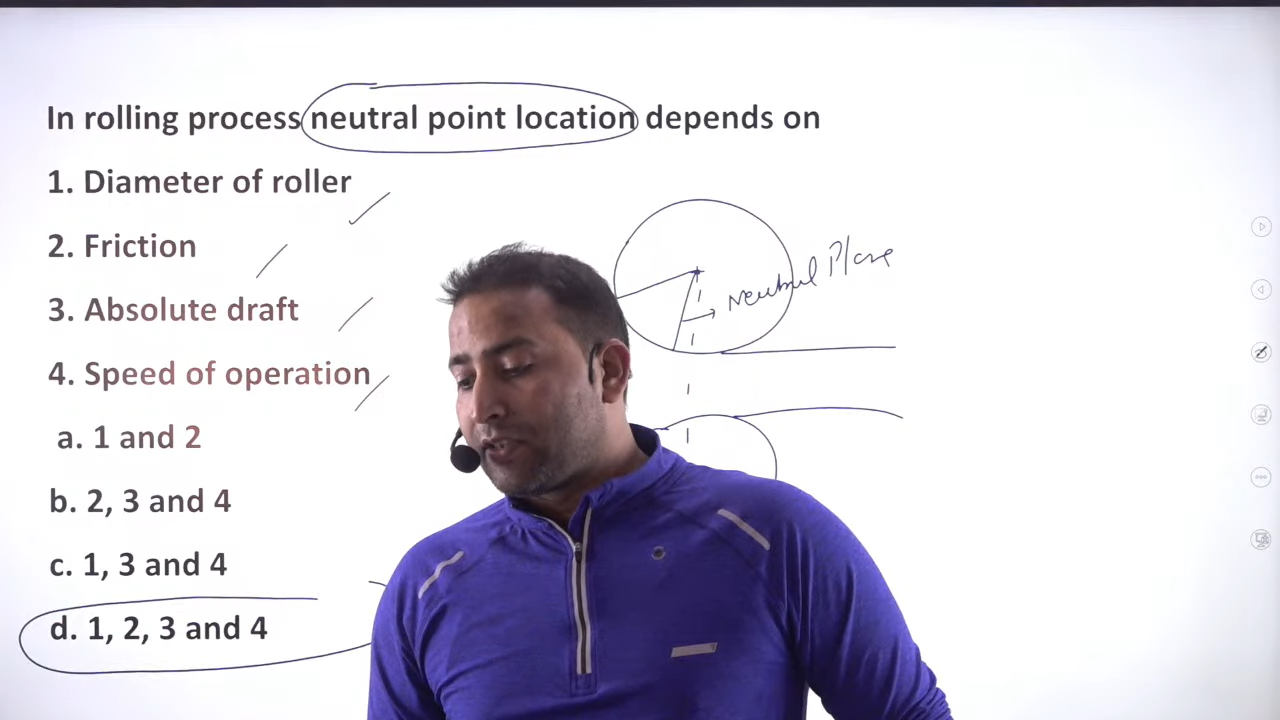 In rolling process neutral point location depends on
1. Diameter of roller
2. Friction
3. Absolute draft
4. Speed of operation
a. 1 and 2
b. 2, 3 and 4
c. 1, 3 and 4
d. 1, 2, 3 and 4
Neutral Plane